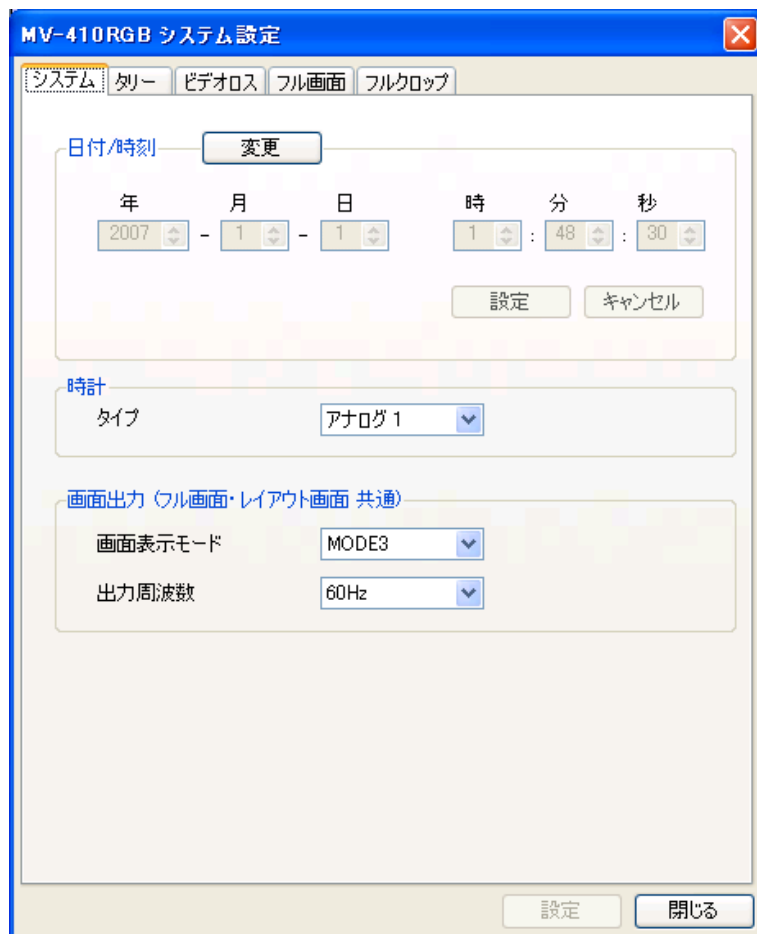 MV-410RGB システム設定
システム タリー ビデオロス フル画面 フルクロップ
日付/時刻 変更
年 月 日 時 分 秒
2007 - 1 - 1 1 : 48 : 30
設定 キャンセル
時計
タイプ アナログ 1
画面出力 (フル画面・レイアウト画面 共通)
画面表示モード MODE3
出力周波数 60Hz
設定 閉じる